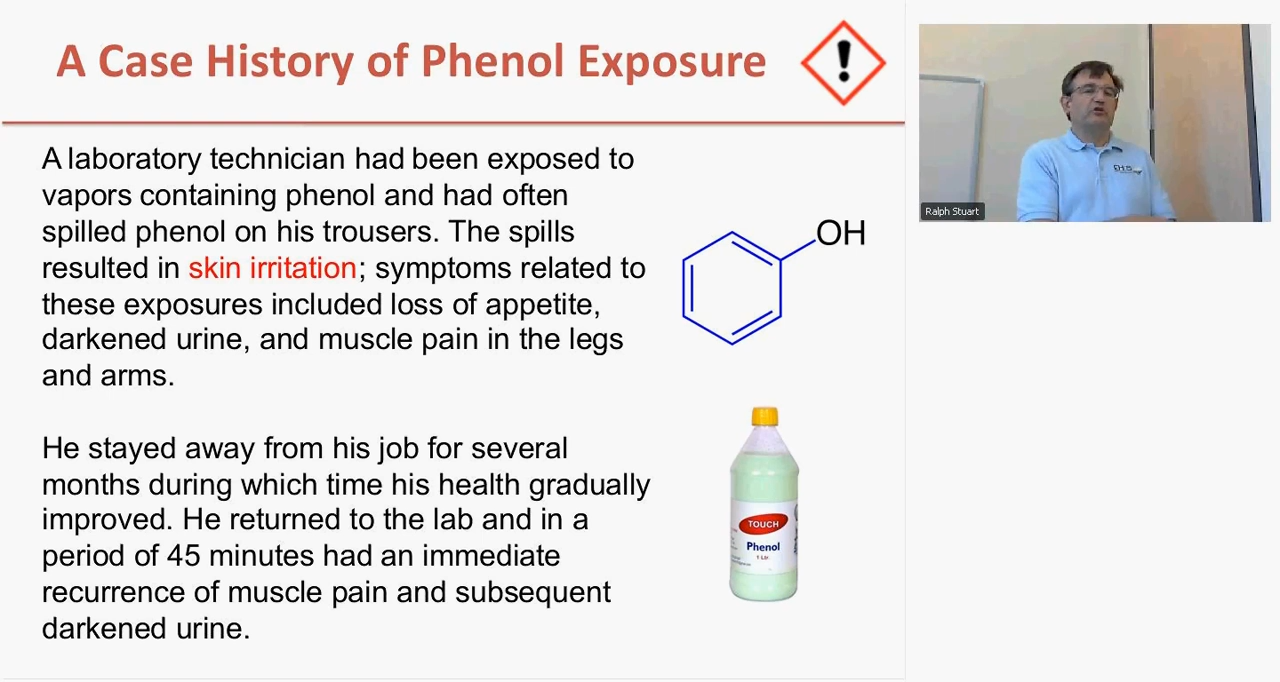 A Case History of Phenol Exposure
A laboratory technician had been exposed to
vapors containing phenol and had often
spilled phenol on his trousers. The spills
resulted in skin irritation; symptoms related to
these exposures included loss of appetite,
darkened urine, and muscle pain in the legs
and arms.
He stayed away from his job for several
months during which time his health gradually
improved. He returned to the lab and in a
period of 45 minutes had an immediate
recurrence of muscle pain and subsequent
darkened urine.
OH
TOUCH
Phenol
1 Ltr
Ralph Stuart